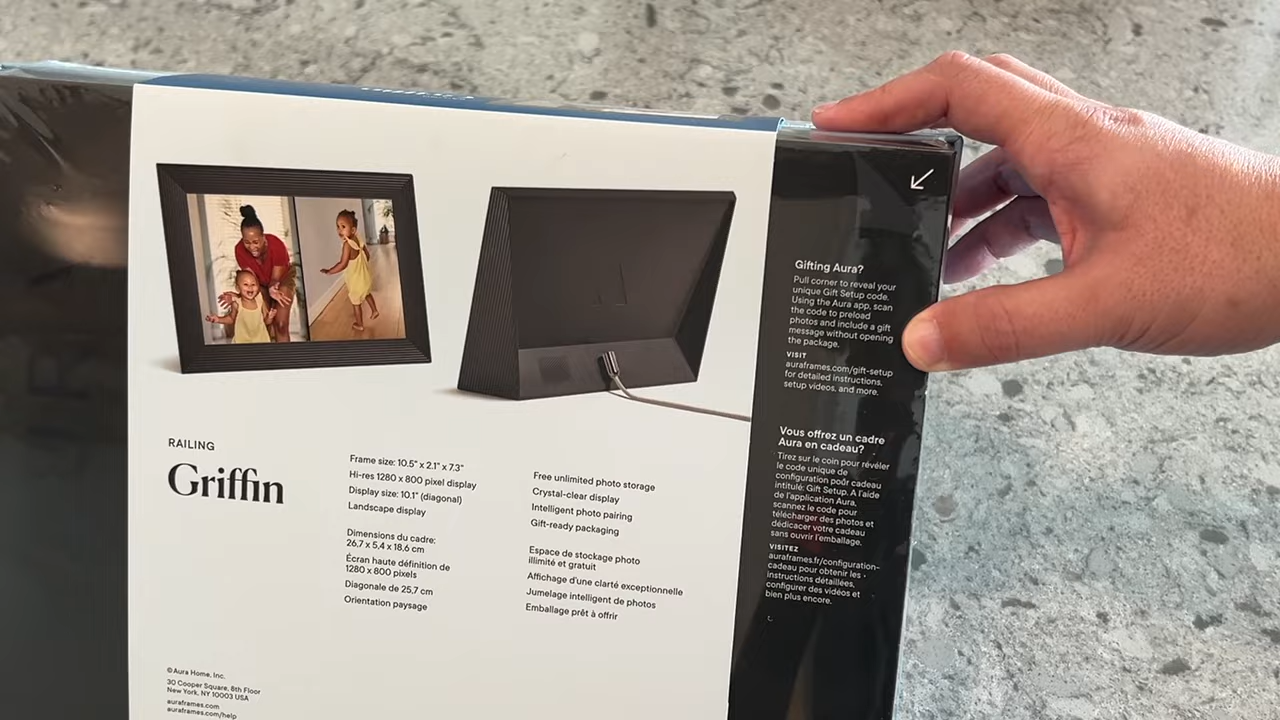 RAILING
Griffin
Frame size: 10.5" x 2.1" x 7.3"
Hi-res 1280 x 800 pixel display
Display size: 10.1" (diagonal)
Landscape display
Dimensions du cadre:
26,7 x 5,4 x 18,6 cm
Écran haute définition de
1280 x 800 pixels
Diagonale de 25,7 cm
Orientation paysage
Free unlimited photo storage
Crystal-clear display
Intelligent photo pairing
Gift-ready packaging
Espace de stockage photo
illimité et gratuit
Affichage d'une clarté exceptionnelle
Jumelage intelligent de photos
Emballage prêt à offrir
©Aura Home, Inc.
30 Cooper Square, 8th Floor
New York, NY 10003 USA
auraframes.com
auraframes.com/help
Gifting Aura?
Pull corner to reveal your
unique Gift Setup code.
Using the Aura app, scan
the code to preload
photos and include a gift
message without opening
the package.
VISIT
auraframes.com/gift-setup
for detailed instructions,
setup videos, and more.
Vous offrez un cadre
Aura en cadeau?
Tirez sur le coin pour révéler
le code unique de
configuration pour cadeau
intitulé: Gift Setup. A l'aide
de l'application Aura,
scannez le code pour
télécharger des photos et
dédicacer votre cadeau
sans ouvrir l'emballage.
VISITEZ
auraframes.fr/configuration-
cadeau pour obtenir les
instructions détaillées,
configurer des vidéos et
bien plus encore.